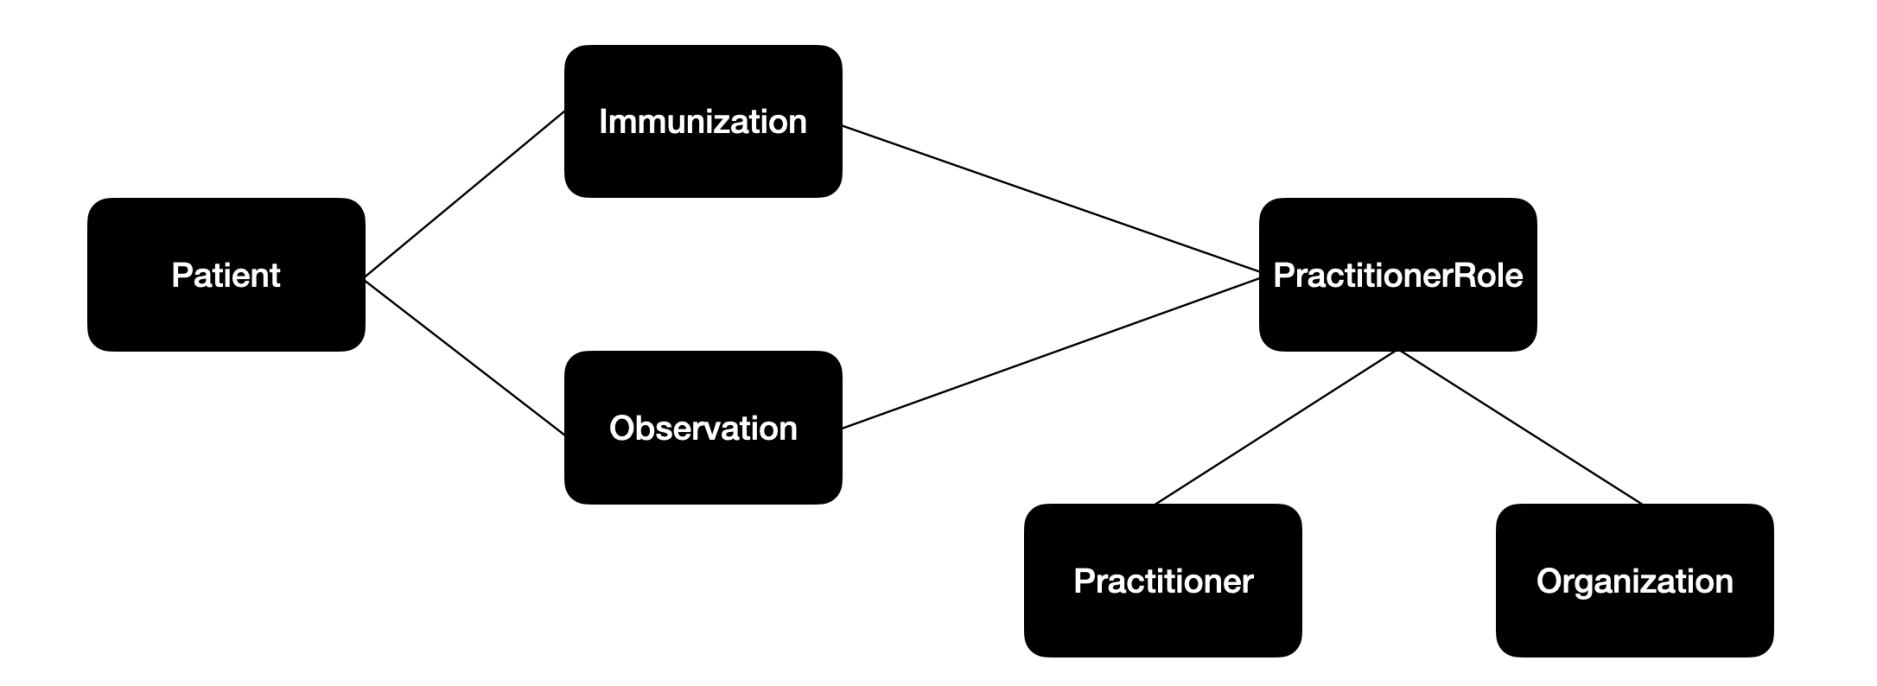 Immunization
Patient
PractitionerRole
Observation
Practitioner
Organization